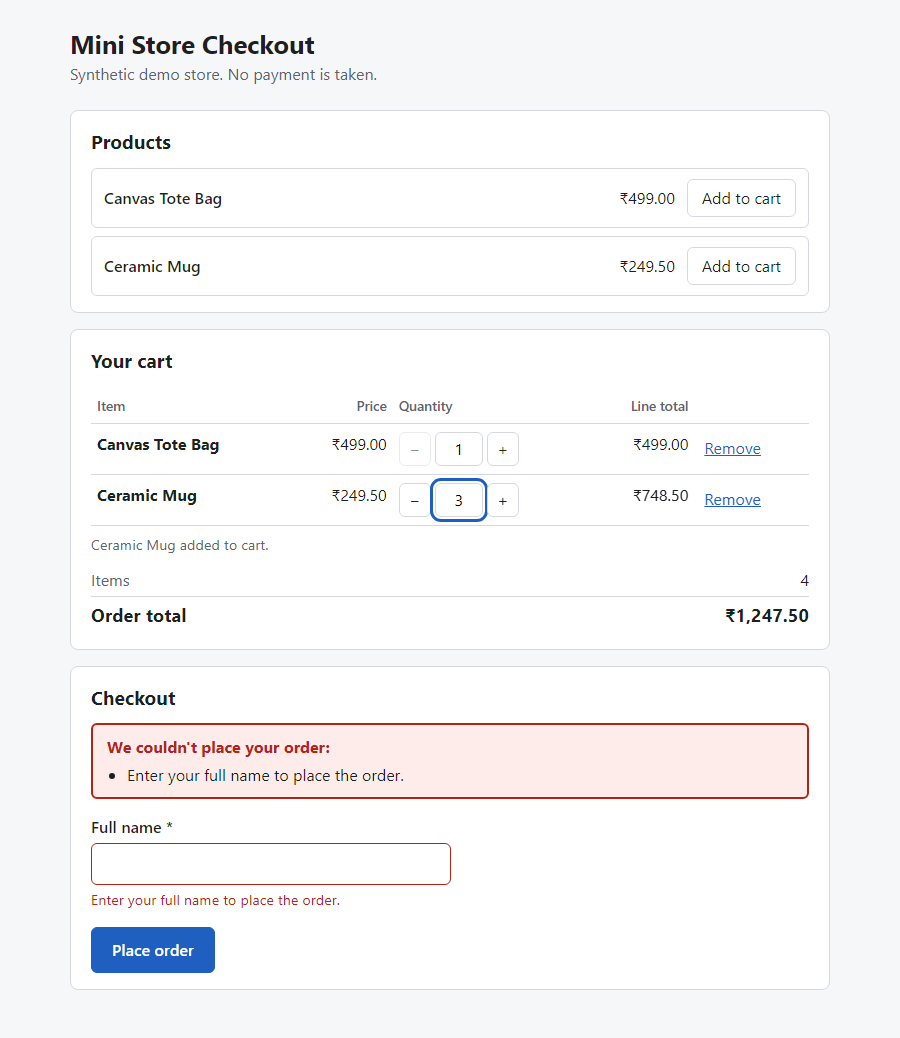 Mini Store Checkout
Synthetic demo store. No payment is taken.
Products
Canvas Tote Bag ₹499.00 Add to cart
Ceramic Mug ₹249.50 Add to cart
Your cart
Item Price Quantity Line total
Canvas Tote Bag ₹499.00 − 1 + ₹499.00 Remove
Ceramic Mug ₹249.50 − 3 + ₹748.50 Remove
Ceramic Mug added to cart.
Items 4
Order total ₹1,247.50
Checkout
We couldn't place your order:
• Enter your full name to place the order.
Full name *
Enter your full name to place the order.
Place order